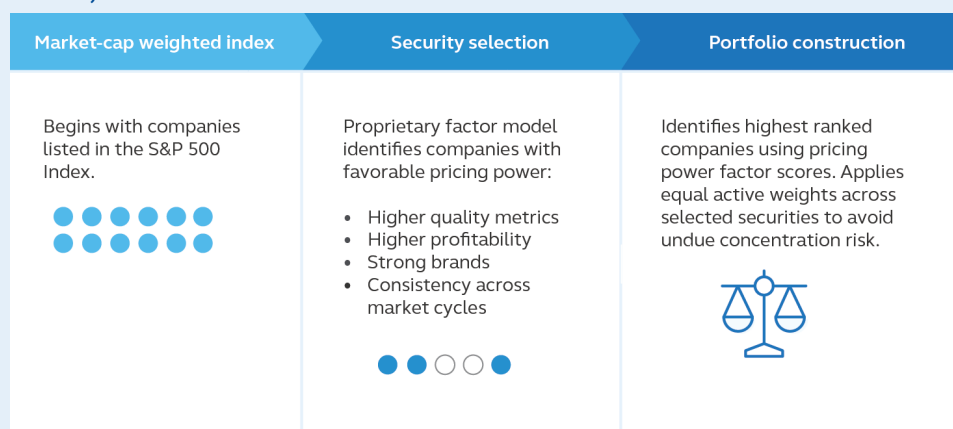 Market-cap weighted index
Security selection
Portfolio construction
Begins with companies
listed in the S&P 500
Index.
Proprietary factor model
identifies companies with
favorable pricing power:
• Higher quality metrics
• Higher profitability
• Strong brands
• Consistency across
market cycles
Identifies highest ranked
companies using pricing
power factor scores. Applies
equal active weights across
selected securities to avoid
undue concentration risk.